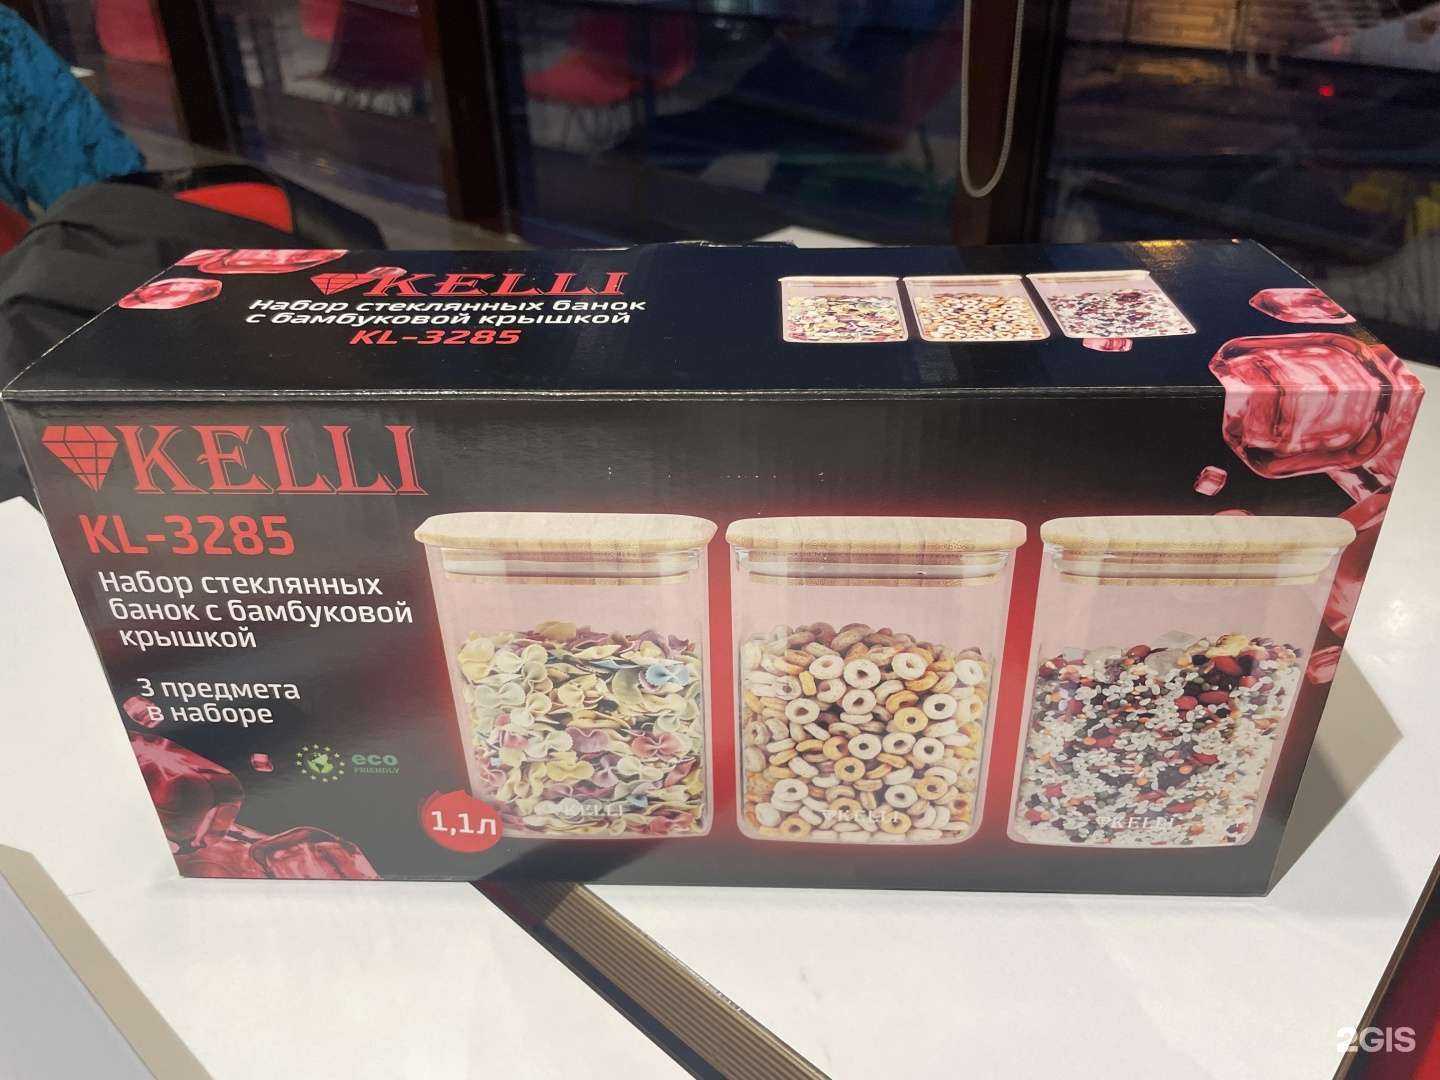 KELLI
Набор стеклянных банок
с бамбуковой крышкой
KL-3285
KELLI
KL-3285
Набор стеклянных
банок с бамбуковой
крышкой
3 предмета
в наборе
eco
FRIENDLY
1,1л
KELLI
KELLI
KELLI
2GIS